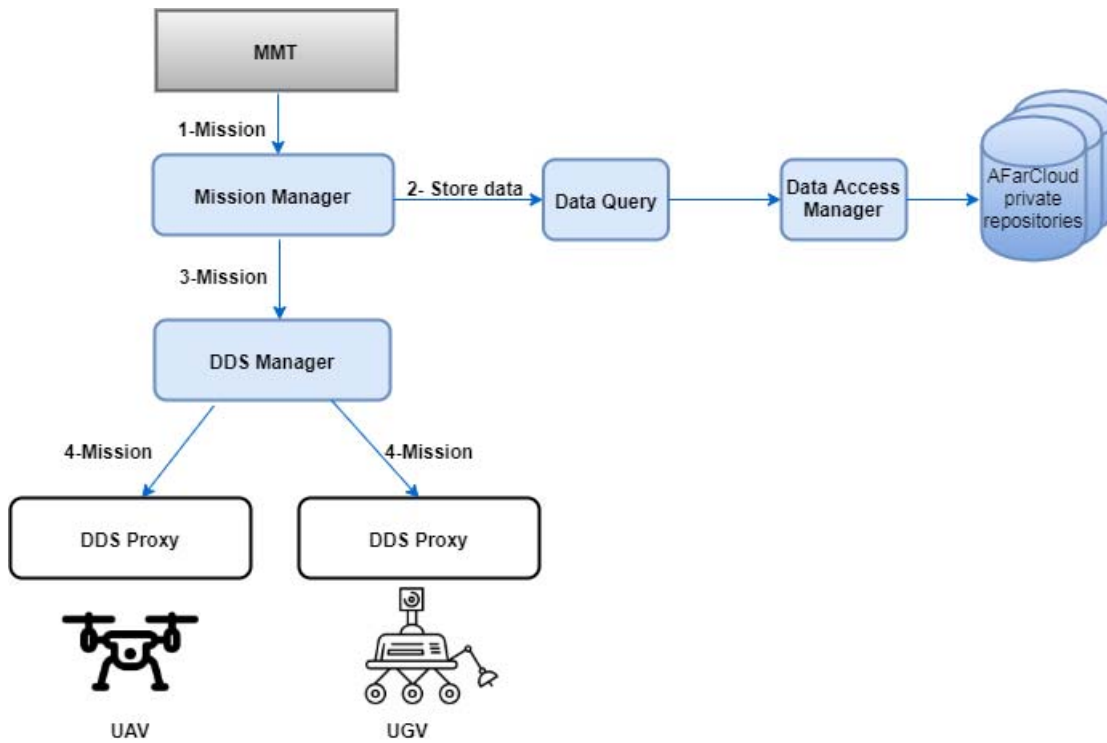 MMT
1-Mission
Mission Manager
2- Store data
Data Query
Data Access
Manager
AFarCloud
private
repositories
3-Mission
DDS Manager
4-Mission
4-Mission
DDS Proxy
DDS Proxy
UAV
UGV